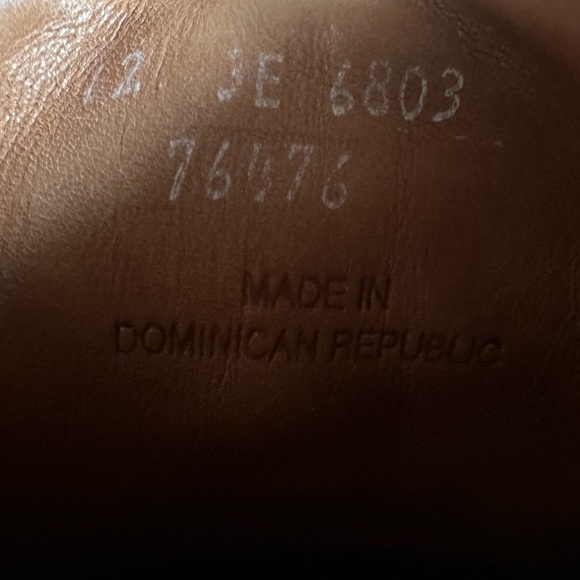 12 3E 6803
76476
MADE IN
DOMINICAN REPUBLIC